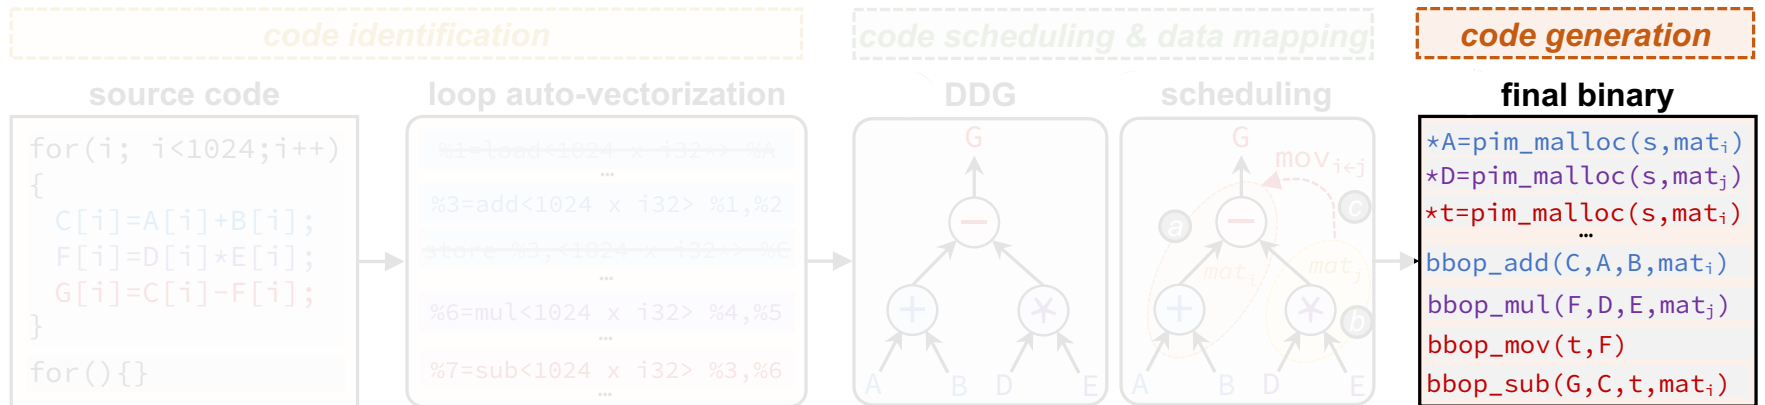 code identification
code scheduling & data mapping
code generation
source code
loop auto-vectorization
DDG
scheduling
final binary
for(i; i<1024;i++)
{
C[i]=A[i]+B[i];
F[i]=D[i]*E[i];
G[i]=C[i]−F[i];
}
for(){}
%1=load<1024 x i32*> %A
…
%3=add<1024 x i32> %1,%2
store %3,<1024 x i32*> %C
…
%6=mul<1024 x i32> %4,%5
…
%7=sub<1024 x i32> %3,%6
…
G
−
+
*
A B D E
G
movᵢ←ⱼ
c
a
−
matᵢ
matⱼ
+
*
b
A B D E
*A=pim_malloc(s,matᵢ)
*D=pim_malloc(s,matⱼ)
*t=pim_malloc(s,matᵢ)
…
bbop_add(C,A,B,matᵢ)
bbop_mul(F,D,E,matⱼ)
bbop_mov(t,F)
bbop_sub(G,C,t,matᵢ)